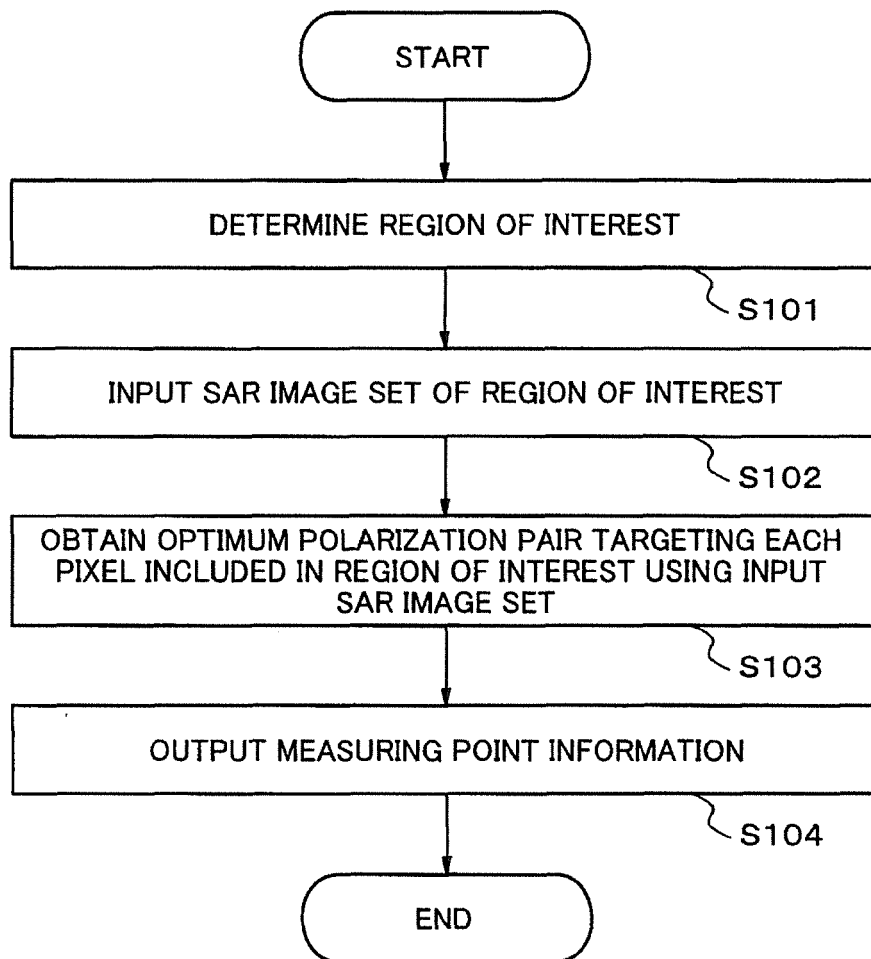 START
DETERMINE REGION OF INTEREST
S101
INPUT SAR IMAGE SET OF REGION OF INTEREST
S102
OBTAIN OPTIMUM POLARIZATION PAIR TARGETING EACH
PIXEL INCLUDED IN REGION OF INTEREST USING INPUT
SAR IMAGE SET
S103
OUTPUT MEASURING POINT INFORMATION
S104
END